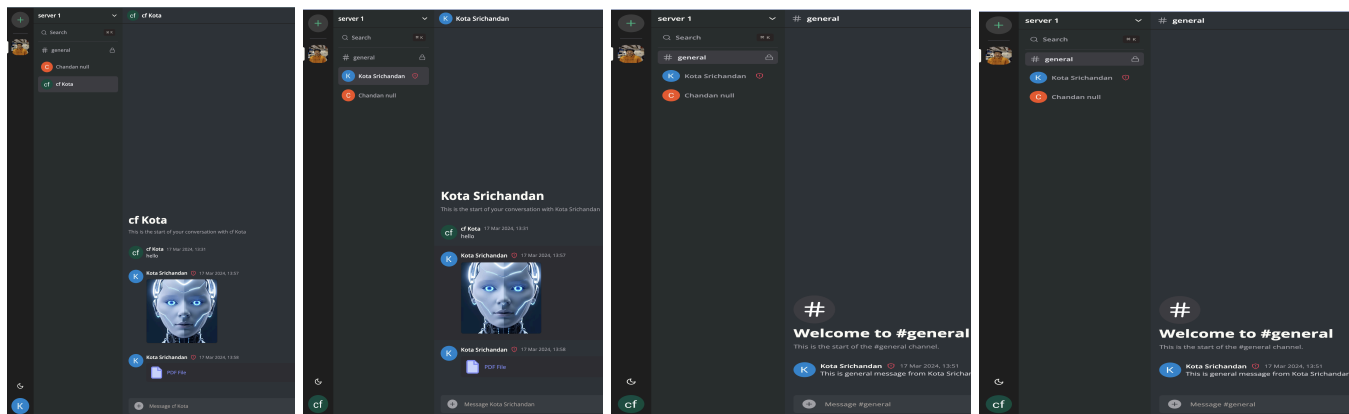 server 1
Search
⌘ K
# general
C Chandan null
cf cf Kota
K
cf cf Kota
cf Kota
This is the start of your conversation with cf Kota
cf cf Kota 17 Mar 2024, 13:31
hello
K Kota Srichandan 17 Mar 2024, 13:57
K Kota Srichandan 17 Mar 2024, 13:58
PDF File
Message cf Kota
server 1
Search
⌘ K
# general
K Kota Srichandan
C Chandan null
cf
K Kota Srichandan
Kota Srichandan
This is the start of your conversation with Kota Srichandan
cf cf Kota 17 Mar 2024, 13:31
hello
K Kota Srichandan 17 Mar 2024, 13:57
K Kota Srichandan 17 Mar 2024, 13:58
PDF File
Message Kota Srichandan
server 1
Search
⌘ K
# general
K Kota Srichandan
C Chandan null
cf
# general
#
Welcome to #general
This is the start of the #general channel.
K Kota Srichandan 17 Mar 2024, 13:51
This is general message from Kota Srichan
Message #general
server 1
Search
⌘ K
# general
K Kota Srichandan
C Chandan null
cf
# general
#
Welcome to #general
This is the start of the #general channel.
K Kota Srichandan 17 Mar 2024, 13:51
This is general message from Kota Srichandan
Message #general